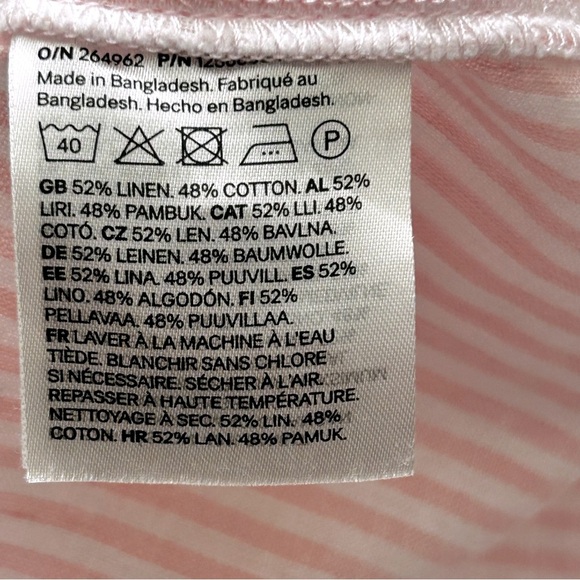 O/N 264962 P/N
Made in Bangladesh. Fabriqué au
Bangladesh. Hecho en Bangladesh.
40 P
GB 52% LINEN. 48% COTTON. AL 52%
LIRI. 48% PAMBUK. CAT 52% LLI. 48%
COTÓ. CZ 52% LEN. 48% BAVLNA.
DE 52% LEINEN. 48% BAUMWOLLE.
EE 52% LINA. 48% PUUVILL. ES 52%
LINO. 48% ALGODÓN. FI 52%
PELLAVAA. 48% PUUVILLAA.
FR LAVER À LA MACHINE À L'EAU
TIÈDE. BLANCHIR SANS CHLORE
SI NÉCESSAIRE. SÉCHER À L'AIR.
REPASSER À HAUTE TEMPÉRATURE.
NETTOYAGE À SEC. 52% LIN. 48%
COTON. HR 52% LAN. 48% PAMUK.